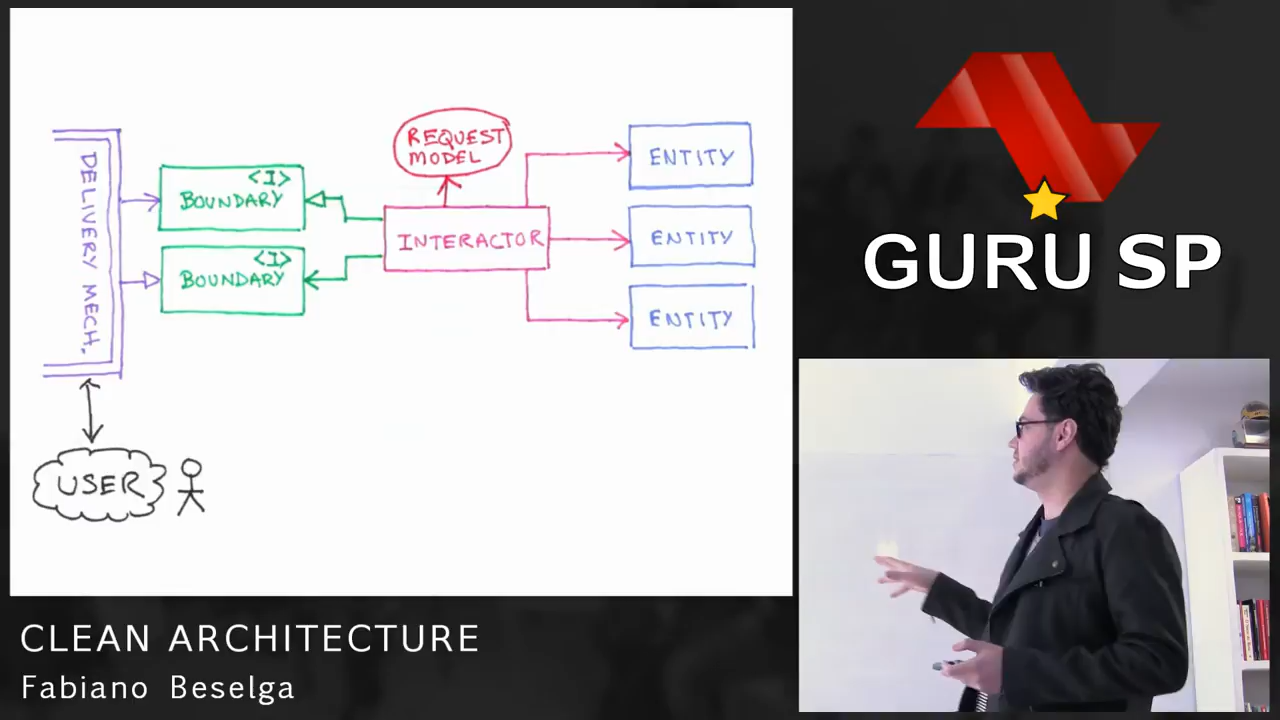 REQUEST
MODEL
DELIVERY MECH.
<I>
BOUNDARY
<I>
BOUNDARY
INTERACTOR
ENTITY
ENTITY
ENTITY
USER
GURU SP
CLEAN ARCHITECTURE
Fabiano Beselga